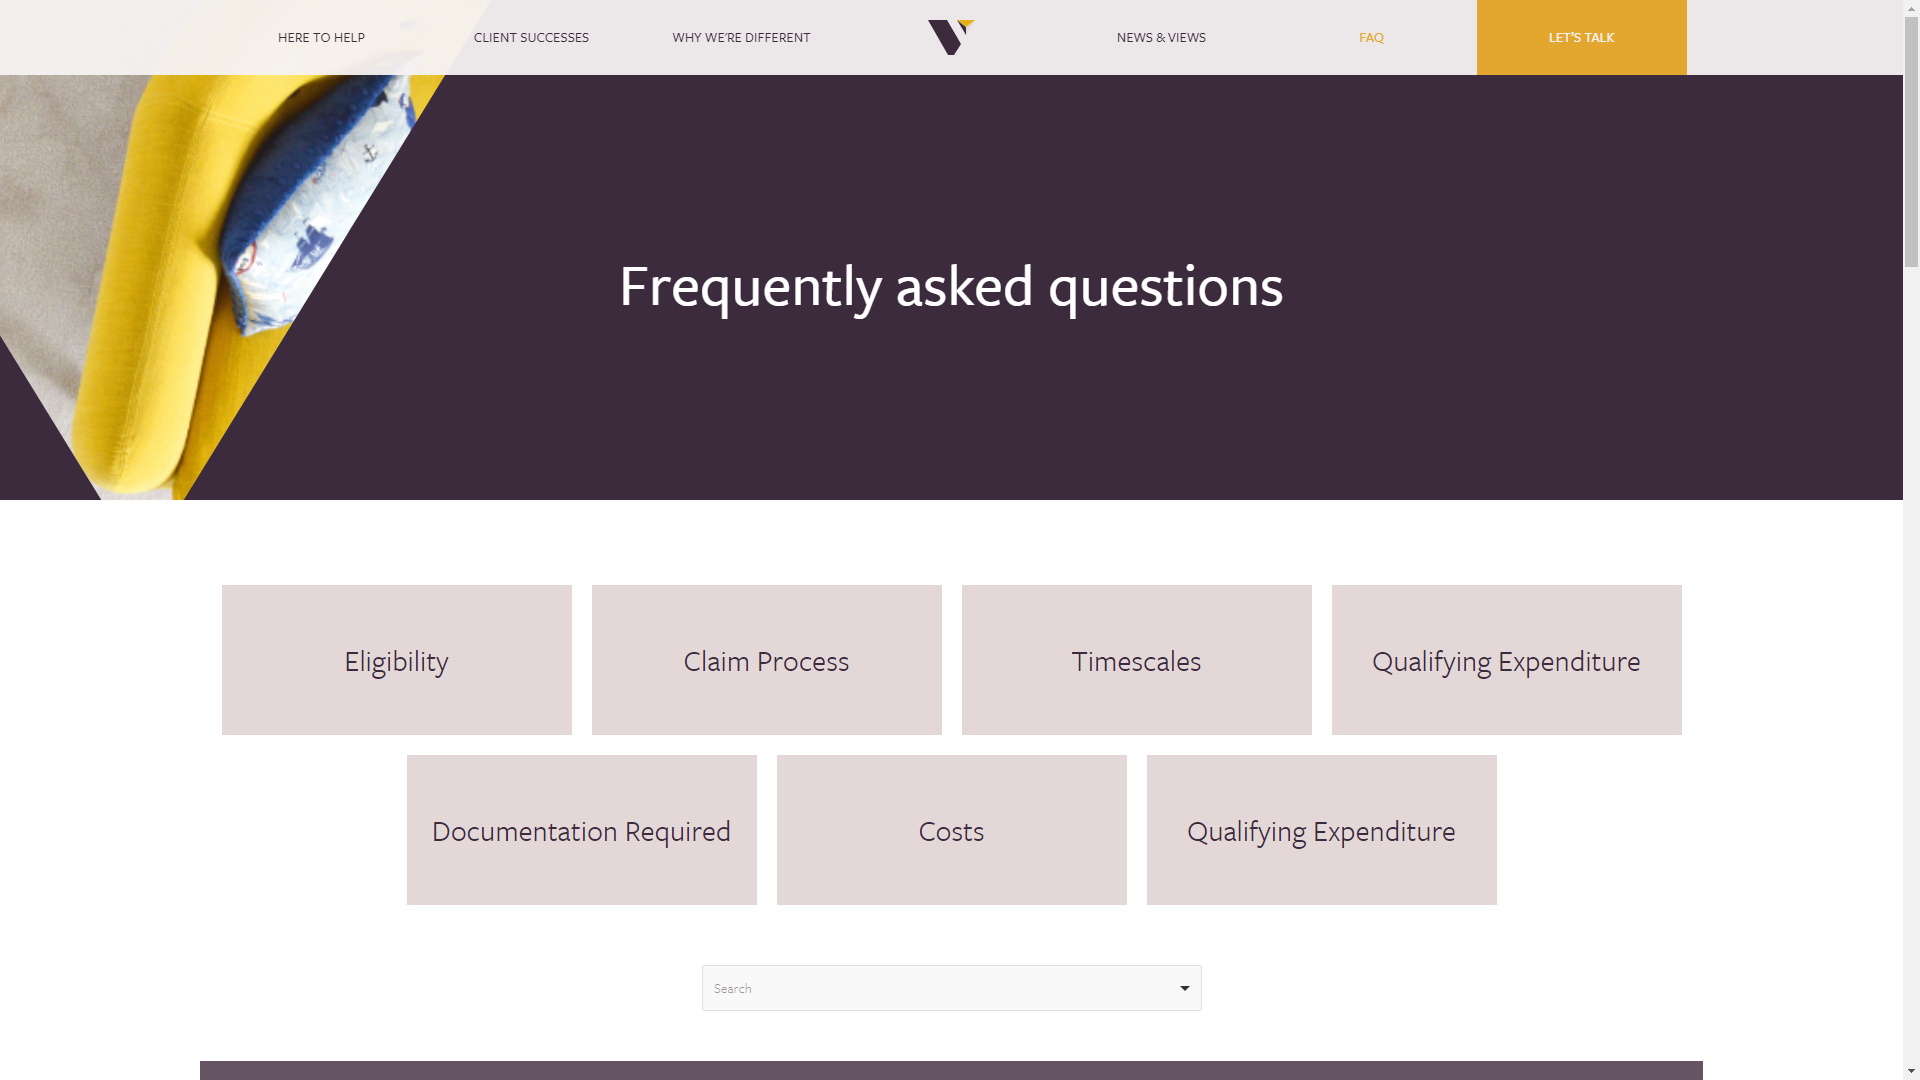 HERE TO HELP
CLIENT SUCCESSES
WHY WE'RE DIFFERENT
NEWS & VIEWS
FAQ
LET'S TALK
Frequently asked questions
Eligibility
Claim Process
Timescales
Qualifying Expenditure
Documentation Required
Costs
Qualifying Expenditure
Search